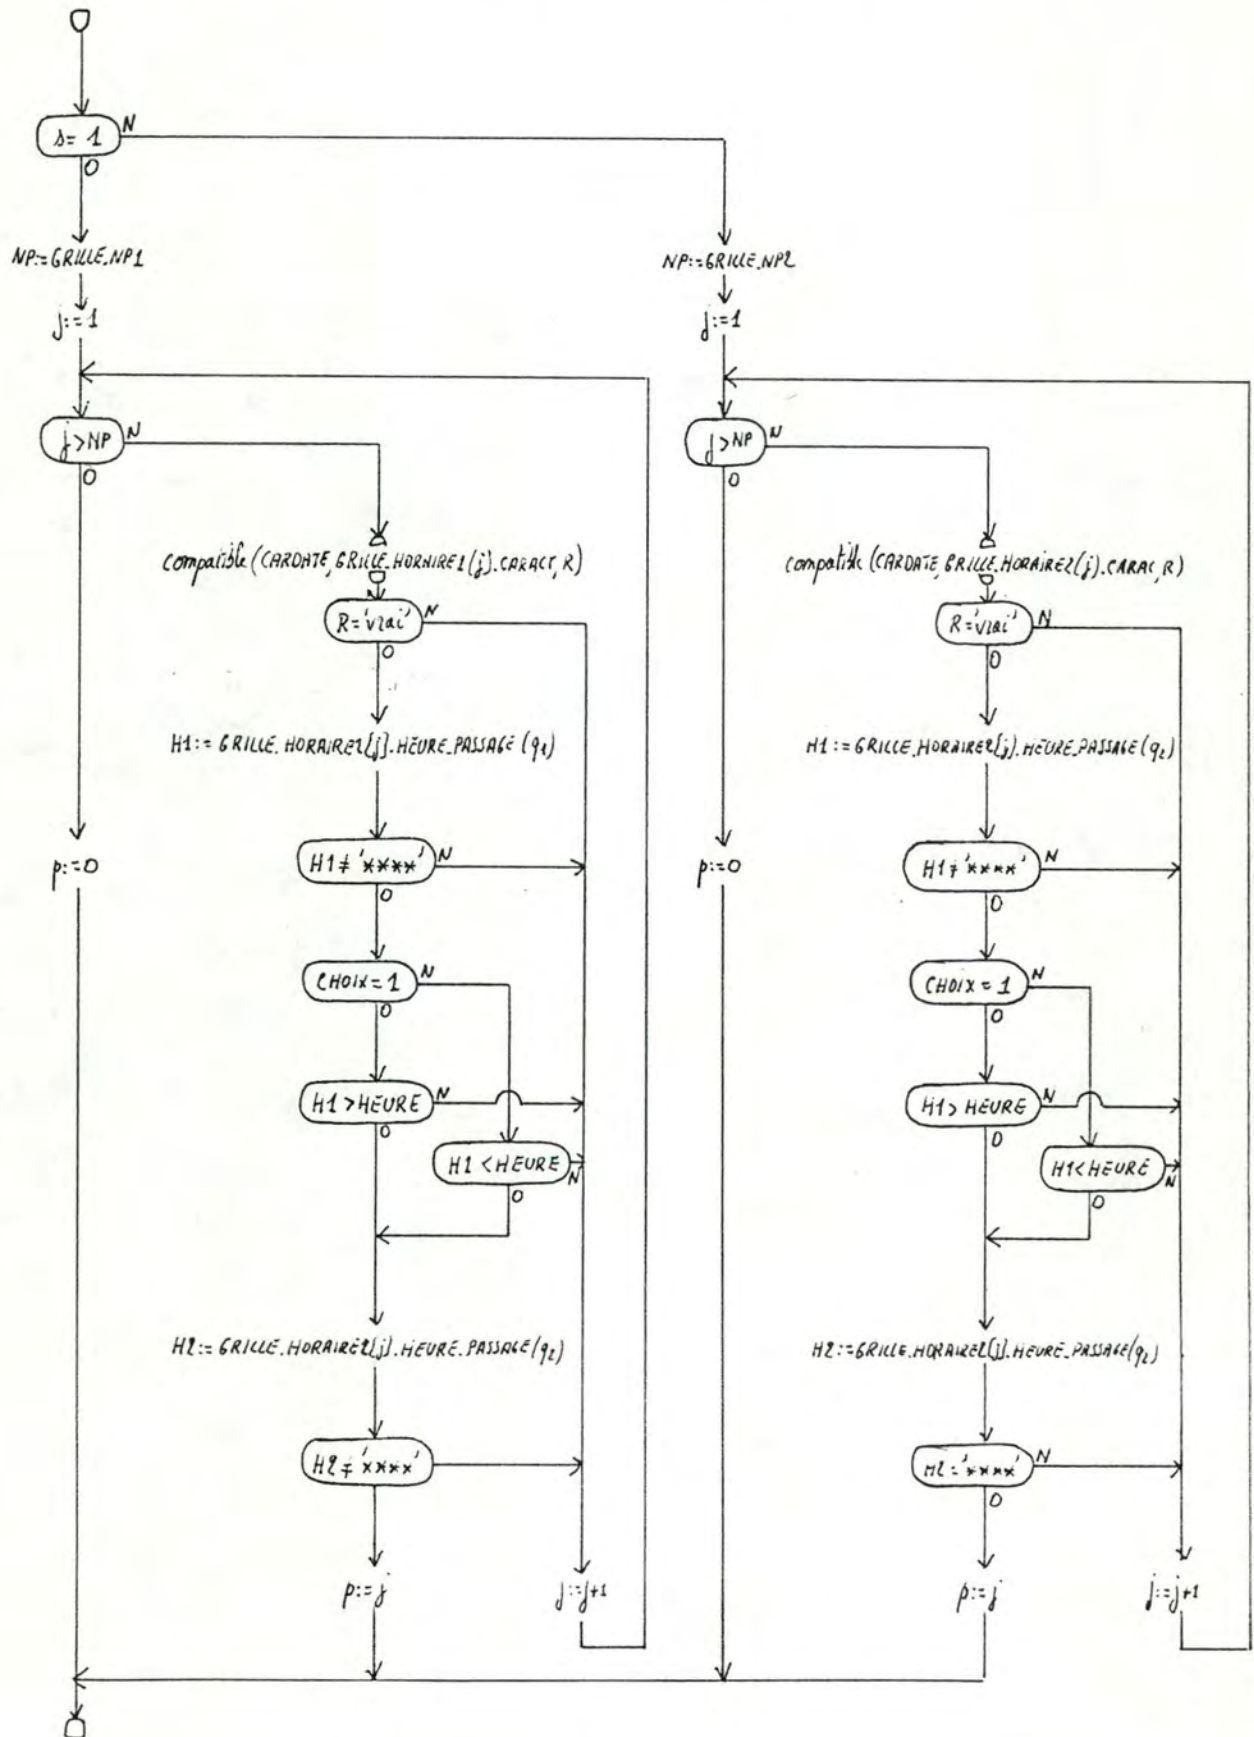 s=1
N
O
NP:=GRILLE.NP1
j:=1
j>NP
N
O
compatible(CARDATE,GRILLE.HORAIRE1(j).CARACT,R)
R='vrai'
N
O
H1:=GRILLE.HORAIRE1(j).HEURE_PASSAGE(q1)
p:=0
H1≠'****'
N
O
CHOIX=1
N
O
H1>HEURE
N
O
H1<HEURE
N
O
H2:=GRILLE.HORAIRE1(j).HEURE.PASSAGE(q2)
H2≠'****'
p:=j
j:=j+1
NP:=GRILLE.NP2
j:=1
j>NP
N
O
compatible(CARDATE,GRILLE.HORAIRE2(j).CARAC,R)
R='vrai'
N
O
H1:=GRILLE.HORAIRE2(j).HEURE_PASSAGE(q2)
p:=0
H1≠'****'
N
O
CHOIX=1
N
O
H1>HEURE
N
O
H1<HEURE
N
O
H2:=GRILLE.HORAIRE2(j).HEURE_PASSAGE(q2)
H2='****'
N
O
p:=j
j:=j+1